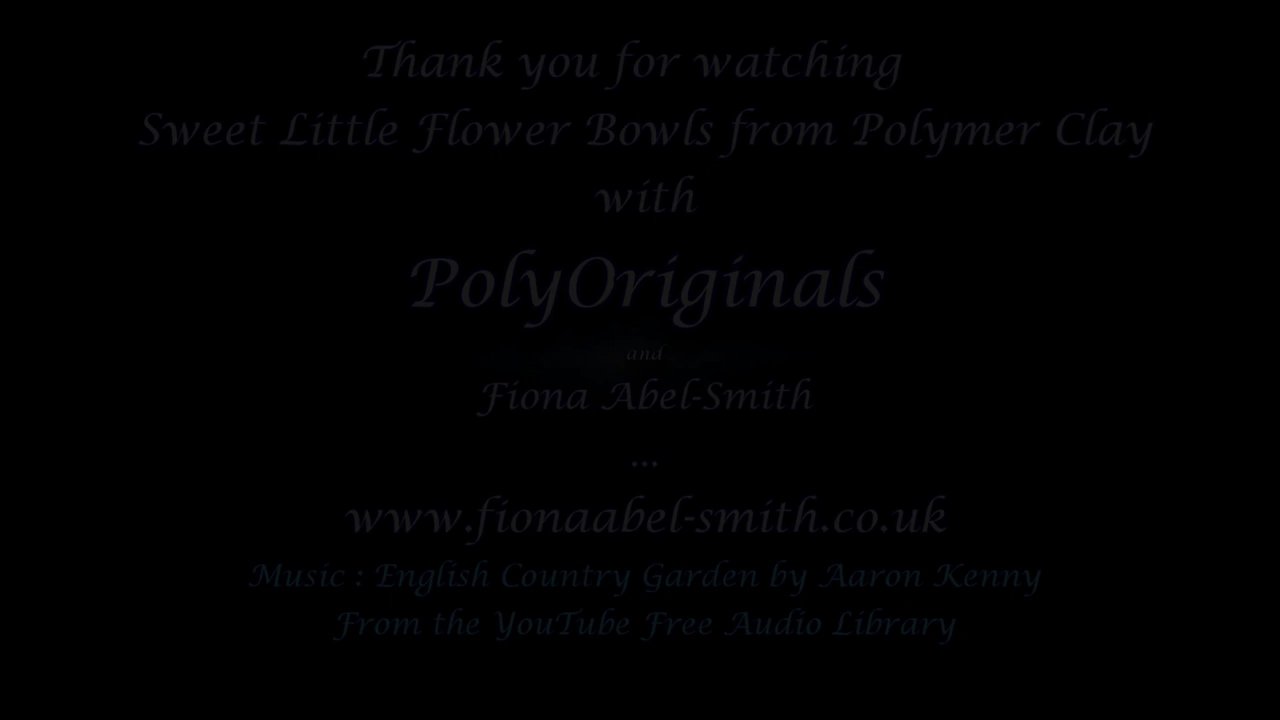 Thank you for watching
Sweet Little Flower Bowls from Polymer Clay
with
PolyOriginals
and
Fiona Abel-Smith
...
www.fionaabel-smith.co.uk
Music : English Country Garden by Aaron Kenny
From the YouTube Free Audio Library